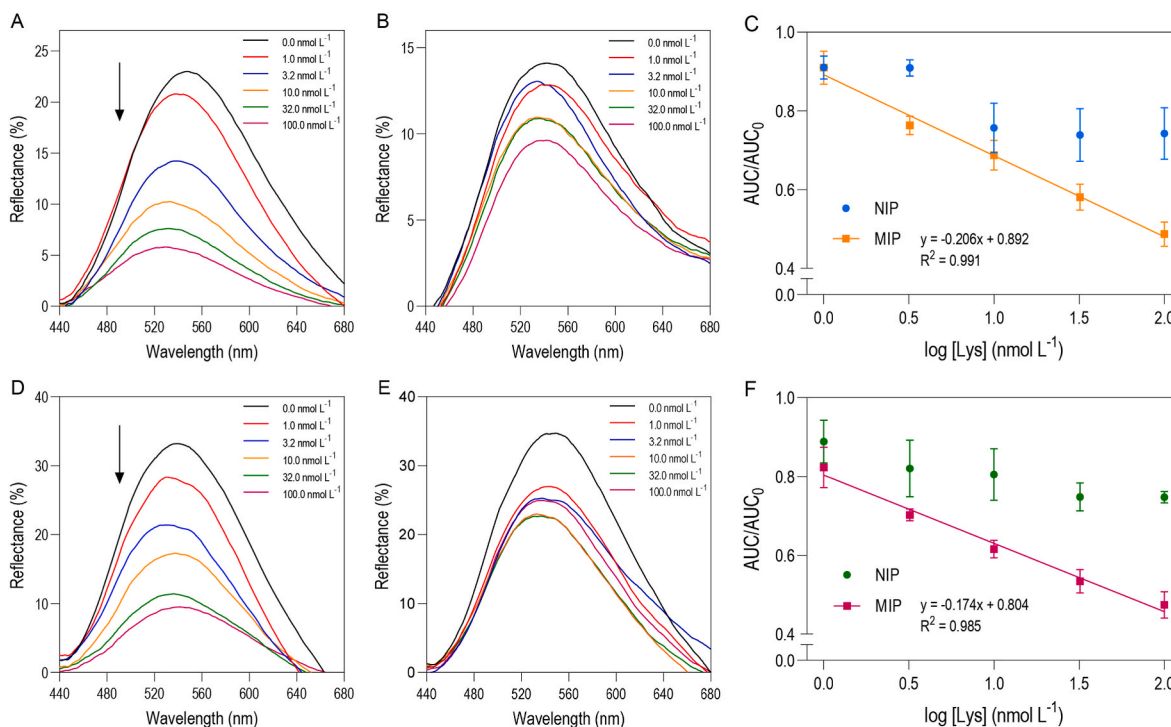 A
25
20
15
10
5
0
440
480
520
560
600
640
680
Reflectance (%)
Wavelength (nm)
0.0 nmol L⁻¹
1.0 nmol L⁻¹
3.2 nmol L⁻¹
10.0 nmol L⁻¹
32.0 nmol L⁻¹
100.0 nmol L⁻¹
B
15
10
5
0
440
480
520
560
600
640
680
Reflectance (%)
Wavelength (nm)
0.0 nmol L⁻¹
1.0 nmol L⁻¹
3.2 nmol L⁻¹
10.0 nmol L⁻¹
32.0 nmol L⁻¹
100.0 nmol L⁻¹
C
1.0
0.8
0.6
0.4
0.0
AUC/AUC₀
NIP
MIP
y = -0.206x + 0.892
R² = 0.991
0.0
0.5
1.0
1.5
2.0
log [Lys] (nmol L⁻¹)
D
40
30
20
10
0
440
480
520
560
600
640
680
Reflectance (%)
Wavelength (nm)
0.0 nmol L⁻¹
1.0 nmol L⁻¹
3.2 nmol L⁻¹
10.0 nmol L⁻¹
32.0 nmol L⁻¹
100.0 nmol L⁻¹
E
40
30
20
10
0
440
480
520
560
600
640
680
Reflectance (%)
Wavelength (nm)
0.0 nmol L⁻¹
1.0 nmol L⁻¹
3.2 nmol L⁻¹
10.0 nmol L⁻¹
32.0 nmol L⁻¹
100.0 nmol L⁻¹
F
1.0
0.8
0.6
0.4
0.0
AUC/AUC₀
NIP
MIP
y = -0.174x + 0.804
R² = 0.985
0.0
0.5
1.0
1.5
2.0
log [Lys] (nmol L⁻¹)